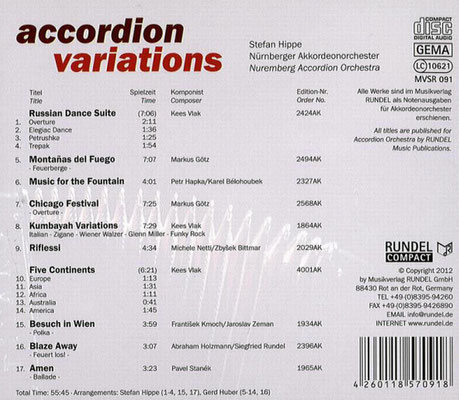 accordion
variations
Stefan Hippe
Nürnberger Akkordeonorchester
Nuremberg Accordion Orchestra
COMPACT
disc
DIGITAL AUDIO
GEMA
LC 10621
MVSR 091
Titel Spielzeit Komponist Edition-Nr.
Title Time Composer Order No.
Russian Dance Suite (7:06) Kees Vlak 2424AK
1. Overture 2:11
2. Elegiac Dance 1:36
3. Petrushka 1:25
4. Trepak 1:54
5. Montañas del Fuego 7:07 Markus Götz 2494AK
- Feuerberge -
6. Music for the Fountain 4:01 Petr Hapka/Karel Bělohoubek 2327AK
7. Chicago Festival 7:25 Markus Götz 2568AK
- Overture -
8. Kumbayah Variations 7:29 Kees Vlak 1864AK
Italian - Zigane - Wiener Walzer - Glenn Miller - Funky Rock
9. Riflessi 4:34 Michele Netti/Zbyšek Bittmar 2029AK
Five Continents (6:21) Kees Vlak 4001AK
10. Europe 1:13
11. Asia 1:31
12. Africa 1:11
13. Australia 0:41
14. America 1:45
15. Besuch in Wien 3:59 František Kmoch/Jaroslav Zeman 1934AK
- Polka -
16. Blaze Away 3:07 Abraham Holzmann/Siegfried Rundel 2396AK
- Feuert los! -
17. Amen 3:23 Pavel Staněk 1965AK
- Ballade -
Total Time: 55:45 - Arrangements: Stefan Hippe (1-4, 15, 17), Gerd Huber (5-14, 16)
Alle Werke sind im Musikverlag
RUNDEL als Notenausgaben
für Akkordeonorchester
erschienen.
All titles are published for
Accordion Orchestra by RUNDEL
Music Publications.
RUNDEL
COMPACT
© Copyright 2012
by Musikverlag RUNDEL GmbH
88430 Rot an der Rot, Germany
TEL +49-(0)8395-94260
FAX +49-(0)8395-9426890
EMAIL info@rundel.de
INTERNET www.rundel.de
4 260118 570918